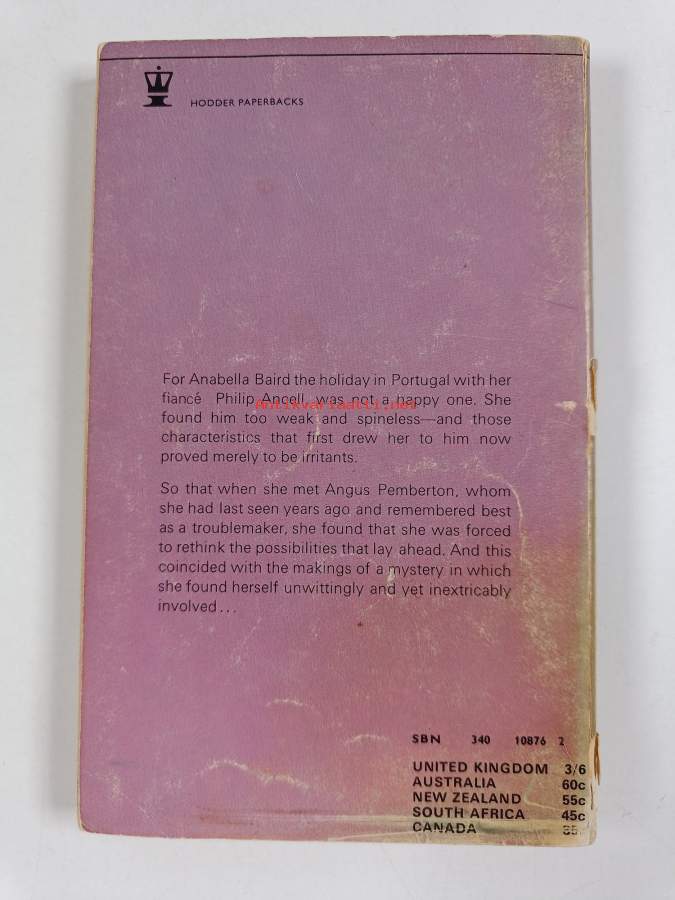 HODDER PAPERBACKS
For Anabella Baird the holiday in Portugal with her
fiancé Philip Ancell, was not a happy one. She
antikvariaatti.net
found him too weak and spineless—and those
characteristics that first drew her to him now
proved merely to be irritants.
So that when she met Angus Pemberton, whom
she had last seen years ago and remembered best
as a troublemaker, she found that she was forced
to rethink the possibilities that lay ahead. And this
coincided with the makings of a mystery in which
she found herself unwittingly and yet inextricably
involved...
SBN 340 10876 2
UNITED KINGDOM 3/6
AUSTRALIA 60c
NEW ZEALAND 55c
SOUTH AFRICA 45c
CANADA